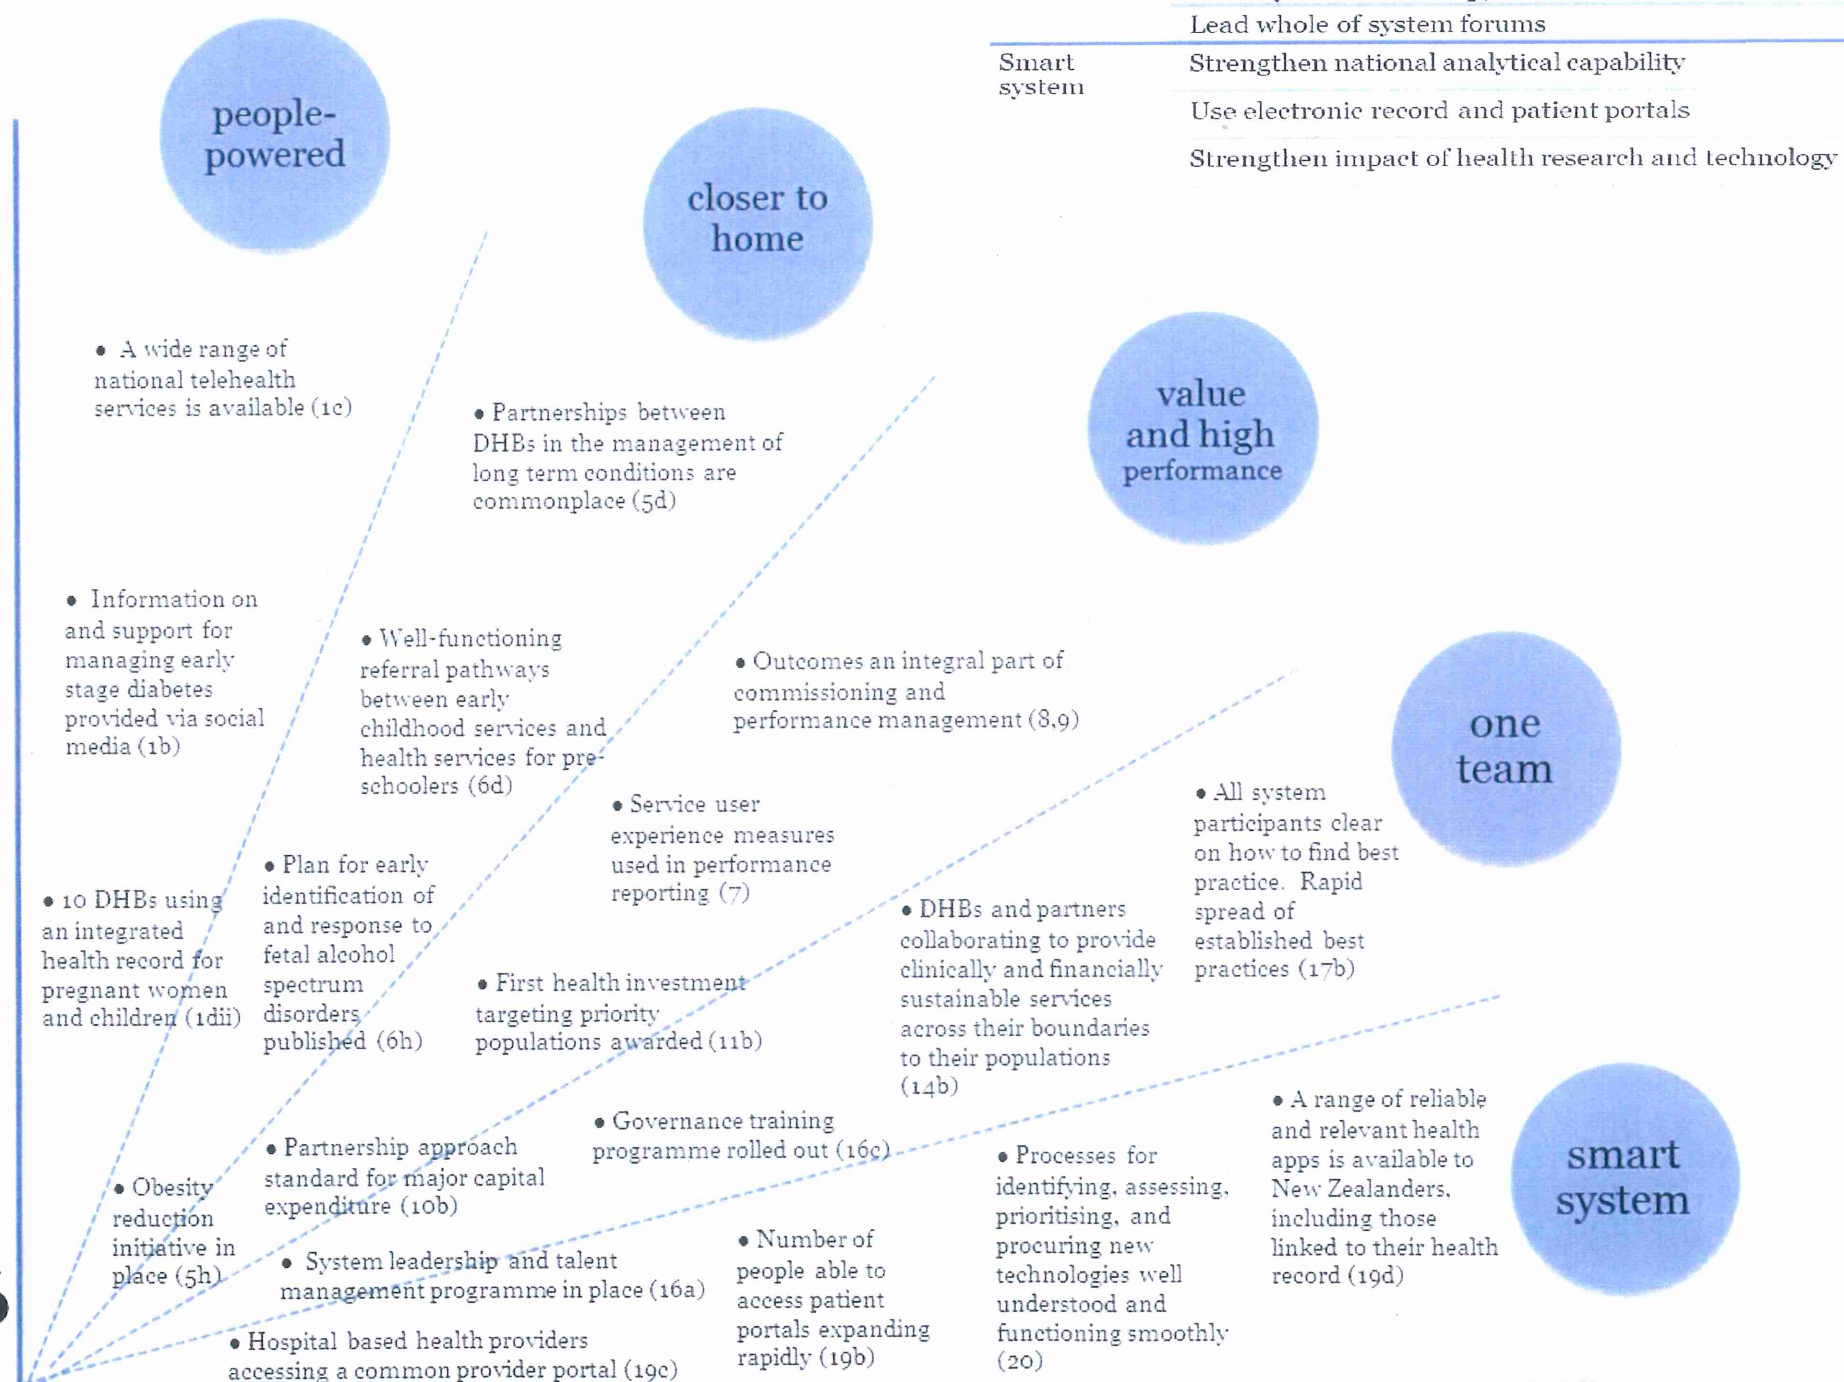 Lead whole of system forums
Smart
system
Strengthen national analytical capability
Use electronic record and patient portals
Strengthen impact of health research and technology
people-
powered
closer to
home
value
and high
performance
one
team
smart
system
• A wide range of
national telehealth
services is available (1c)
• Partnerships between
DHBs in the management of
long term conditions are
commonplace (5d)
• Information on
and support for
managing early
stage diabetes
provided via social
media (1b)
• Well-functioning
referral pathways
between early
childhood services and
health services for pre-
schoolers (6d)
• Outcomes an integral part of
commissioning and
performance management (8,9)
• Service user
experience measures
used in performance
reporting (7)
• All system
participants clear
on how to find best
practice. Rapid
spread of
established best
practices (17b)
• 10 DHBs using
an integrated
health record for
pregnant women
and children (1dii)
• Plan for early
identification of
and response to
fetal alcohol
spectrum
disorders
published (6h)
• First health investment
targeting priority
populations awarded (11b)
• DHBs and partners
collaborating to provide
clinically and financially
sustainable services
across their boundaries
to their populations
(14b)
• Governance training
programme rolled out (16c)
• Partnership approach
standard for major capital
expenditure (10b)
• Obesity
reduction
initiative in
place (5h)
• System leadership and talent
management programme in place (16a)
• Hospital based health providers
accessing a common provider portal (19c)
• Number of
people able to
access patient
portals expanding
rapidly (19b)
• Processes for
identifying, assessing,
prioritising, and
procuring new
technologies well
understood and
functioning smoothly
(20)
• A range of reliable
and relevant health
apps is available to
New Zealanders,
including those
linked to their health
record (19d)